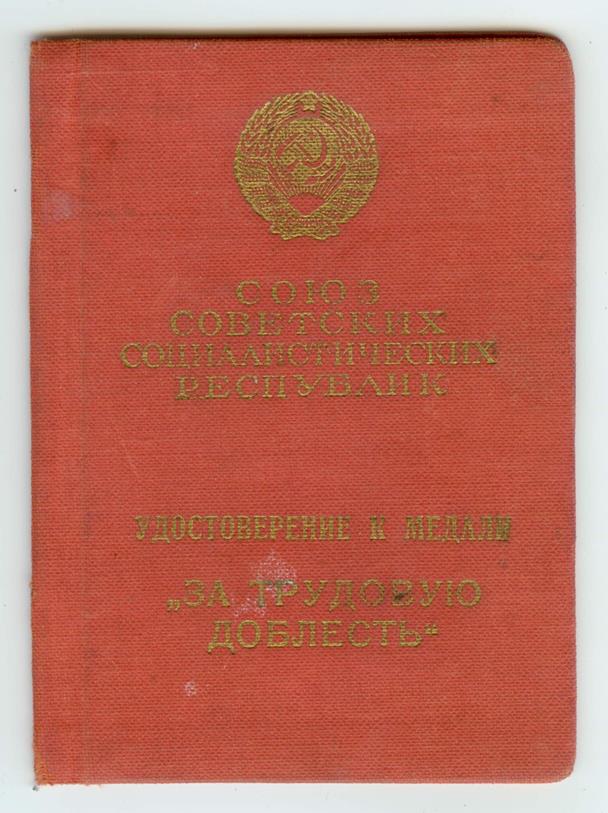 СОЮЗ
СОВЕТСКИХ
СОЦИАЛИСТИЧЕСКИХ
РЕСПУБЛИК
УДОСТОВЕРЕНИЕ К МЕДАЛИ
„ЗА ТРУДОВУЮ
ДОБЛЕСТЬ“